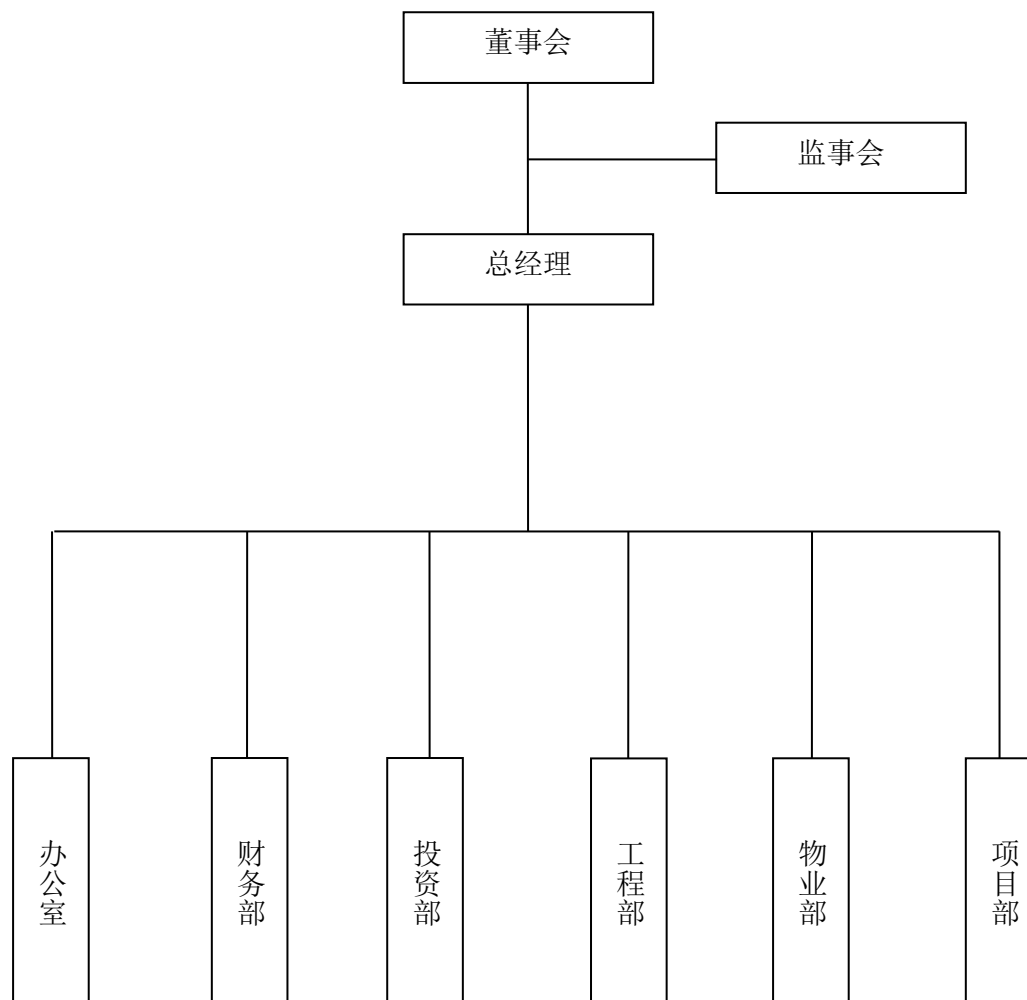 董事会
监事会
总经理
办公室
财务部
投资部
工程部
物业部
项目部